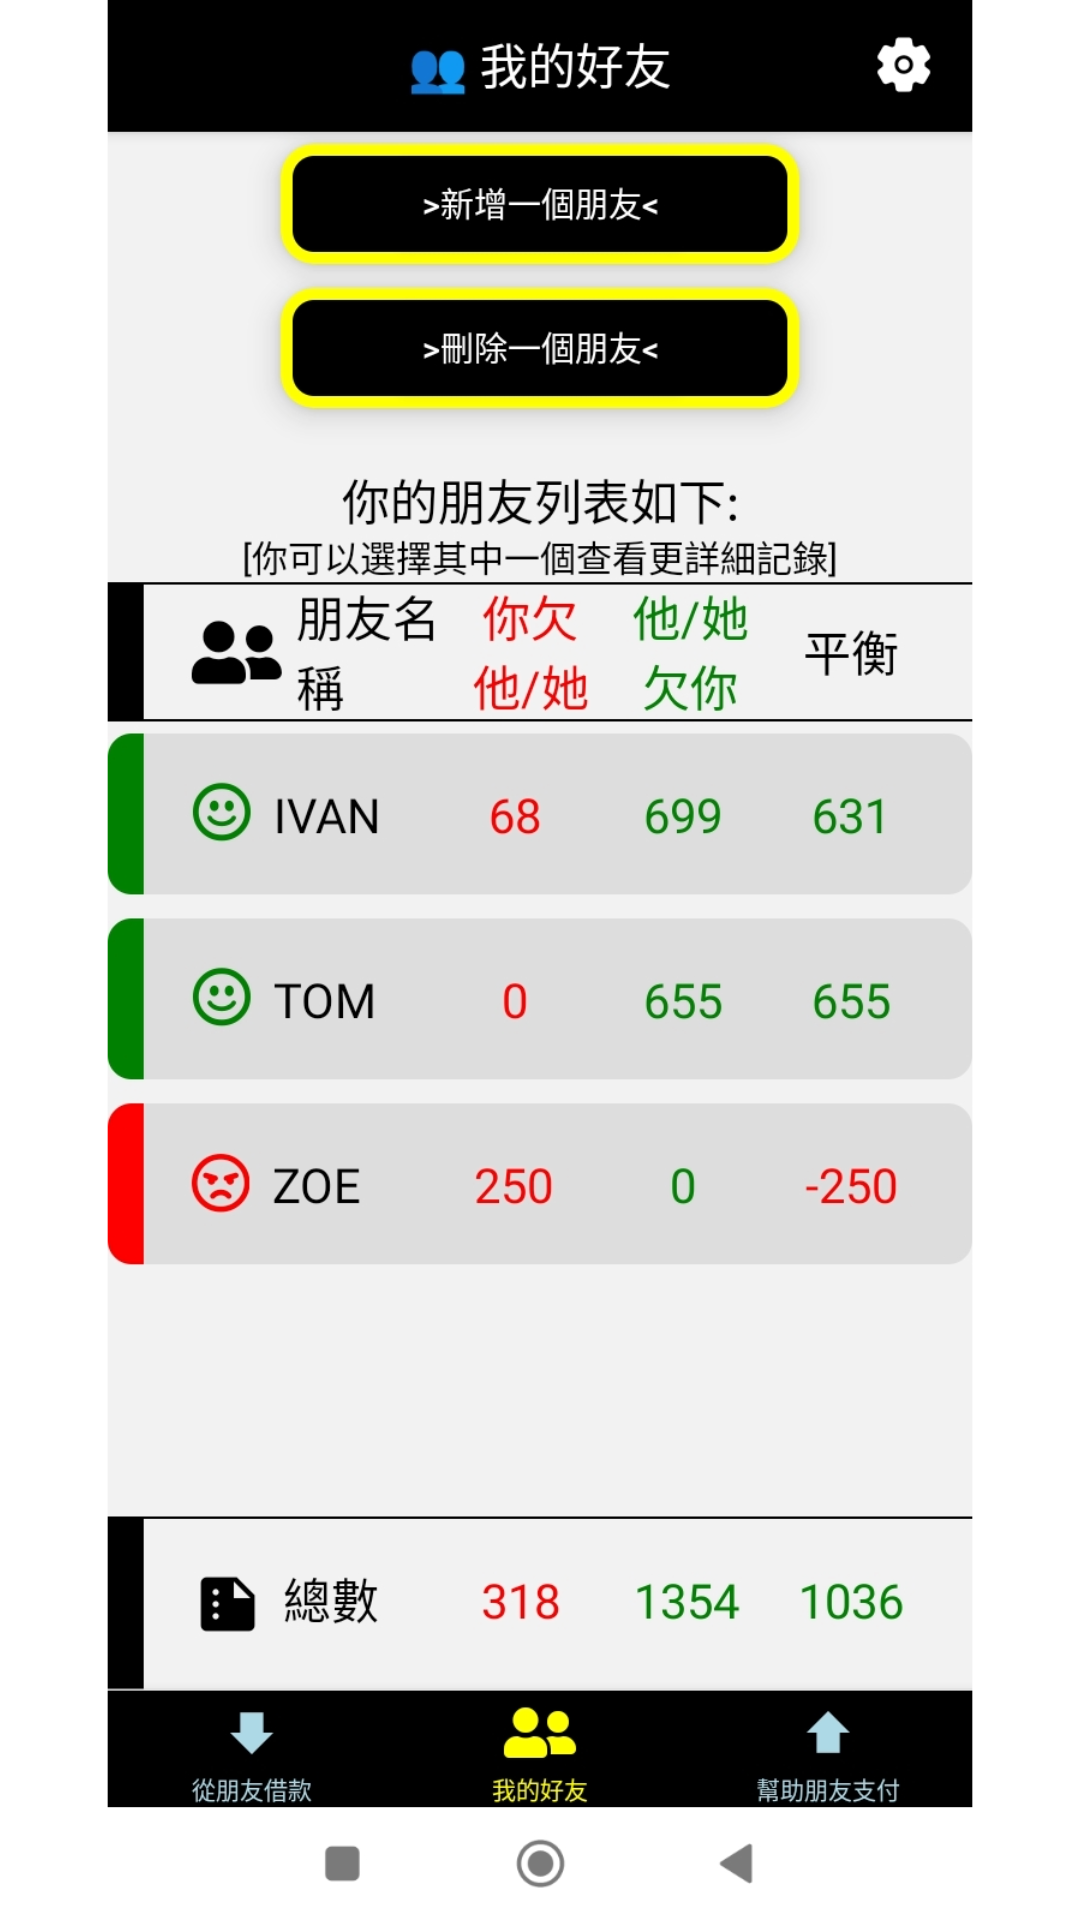 👥 我的好友
>新增一個朋友<
>刪除一個朋友<
你的朋友列表如下:
[你可以選擇其中一個查看更詳細記錄]
朋友名稱 你欠他/她 他/她欠你 平衡
IVAN 68 699 631
TOM 0 655 655
ZOE 250 0 -250
總數 318 1354 1036
從朋友借款 我的好友 幫助朋友支付